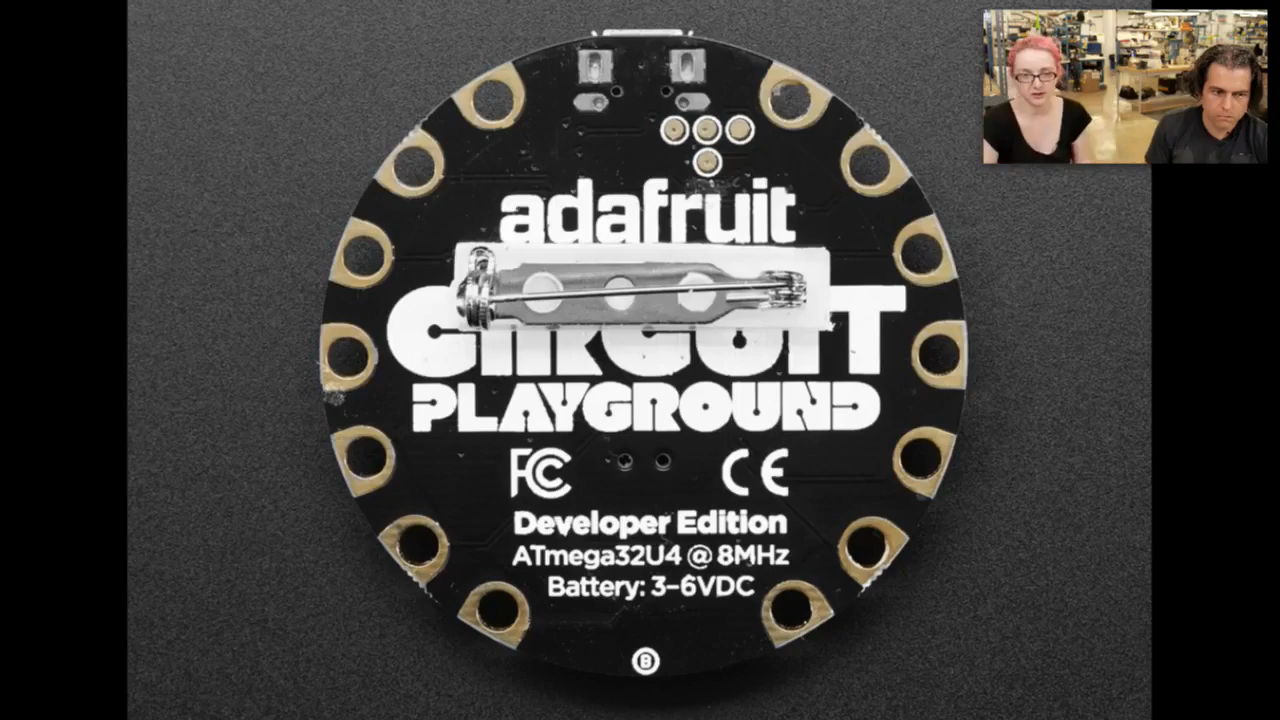 adafruit
CIRCUIT
PLAYGROUND
FC CE
Developer Edition
ATmega32U4 @ 8MHz
Battery: 3-6VDC
B